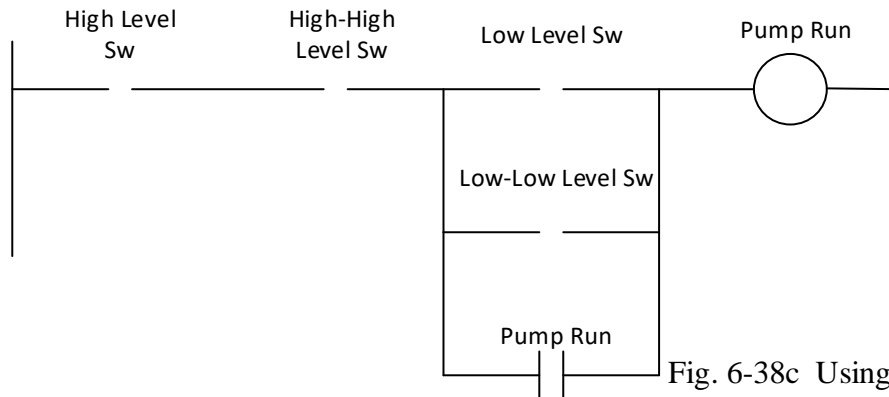 High Level
Sw
High-High
Level Sw
Low Level Sw
Pump Run
Low-Low Level Sw
Pump Run
Fig. 6-38c Using